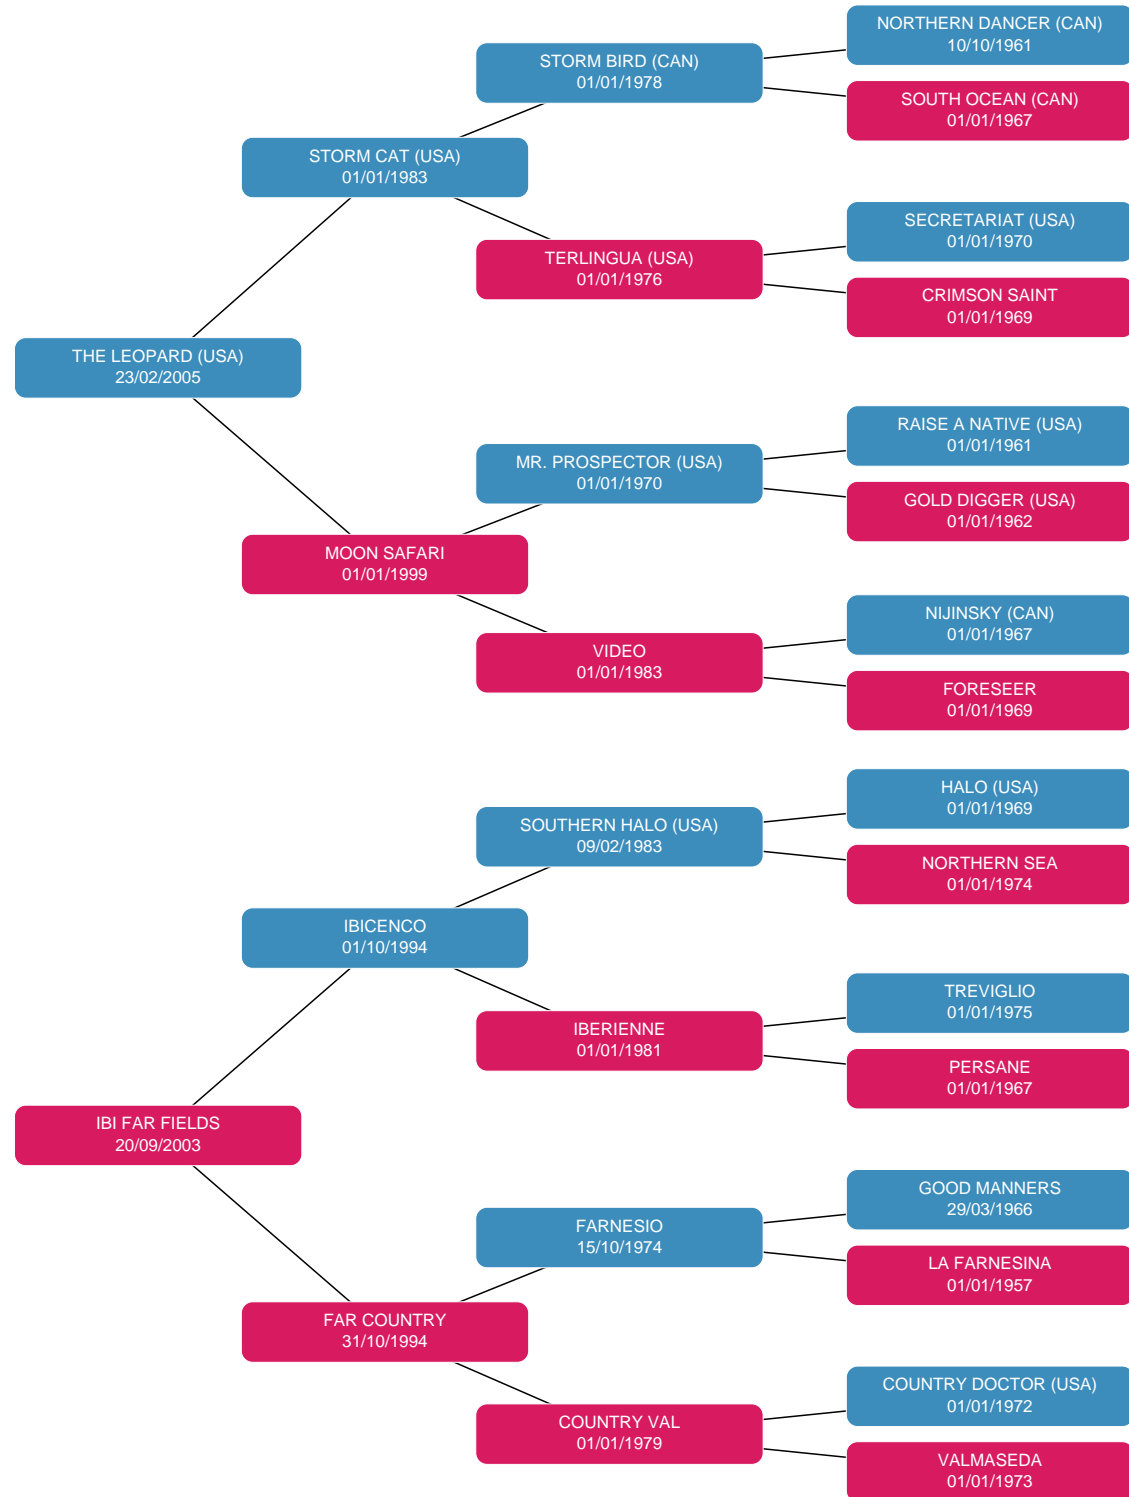 NORTHERN DANCER (CAN)
10/10/1961
STORM BIRD (CAN)
01/01/1978
SOUTH OCEAN (CAN)
01/01/1967
STORM CAT (USA)
01/01/1983
SECRETARIAT (USA)
01/01/1970
TERLINGUA (USA)
01/01/1976
CRIMSON SAINT
01/01/1969
THE LEOPARD (USA)
23/02/2005
RAISE A NATIVE (USA)
01/01/1961
MR. PROSPECTOR (USA)
01/01/1970
GOLD DIGGER (USA)
01/01/1962
MOON SAFARI
01/01/1999
NIJINSKY (CAN)
01/01/1967
VIDEO
01/01/1983
FORESEER
01/01/1969
HALO (USA)
01/01/1969
SOUTHERN HALO (USA)
09/02/1983
NORTHERN SEA
01/01/1974
IBICENCO
01/10/1994
TREVIGLIO
01/01/1975
IBERIENNE
01/01/1981
PERSANE
01/01/1967
IBI FAR FIELDS
20/09/2003
GOOD MANNERS
29/03/1966
FARNESIO
15/10/1974
LA FARNESINA
01/01/1957
FAR COUNTRY
31/10/1994
COUNTRY DOCTOR (USA)
01/01/1972
COUNTRY VAL
01/01/1979
VALMASEDA
01/01/1973